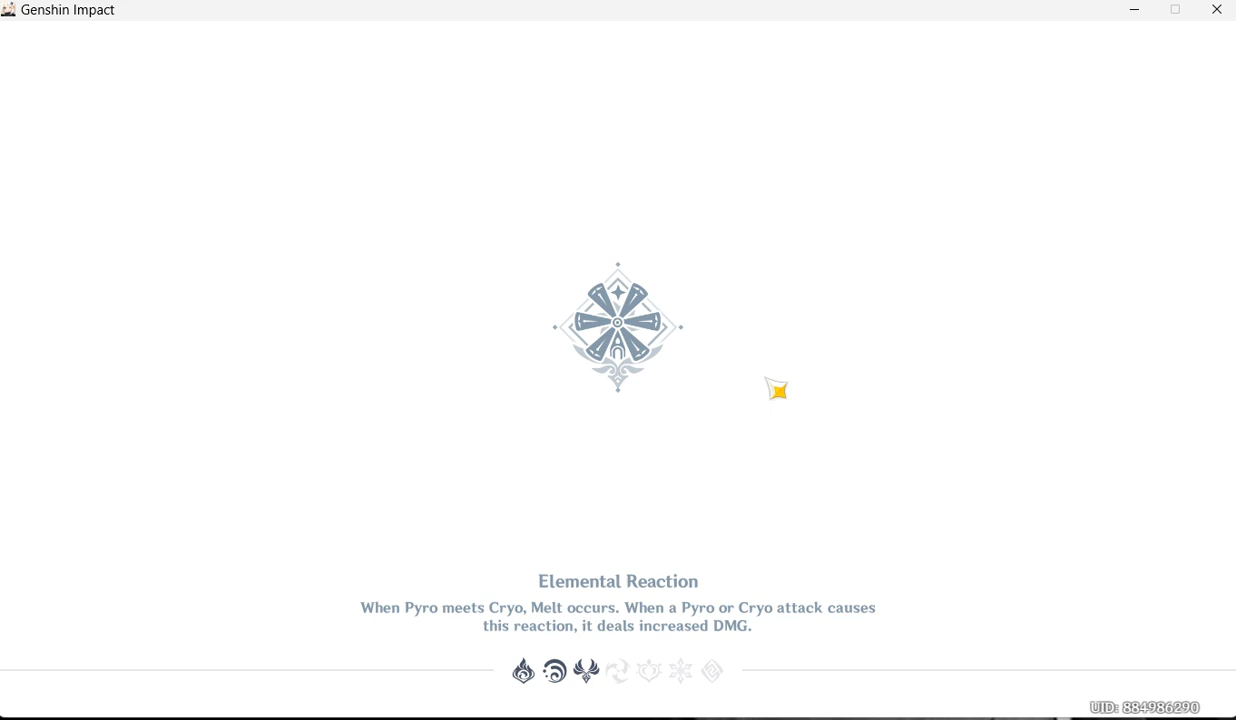 Genshin Impact
Elemental Reaction
When Pyro meets Cryo, Melt occurs. When a Pyro or Cryo attack causes
this reaction, it deals increased DMG.
UID: 884986290